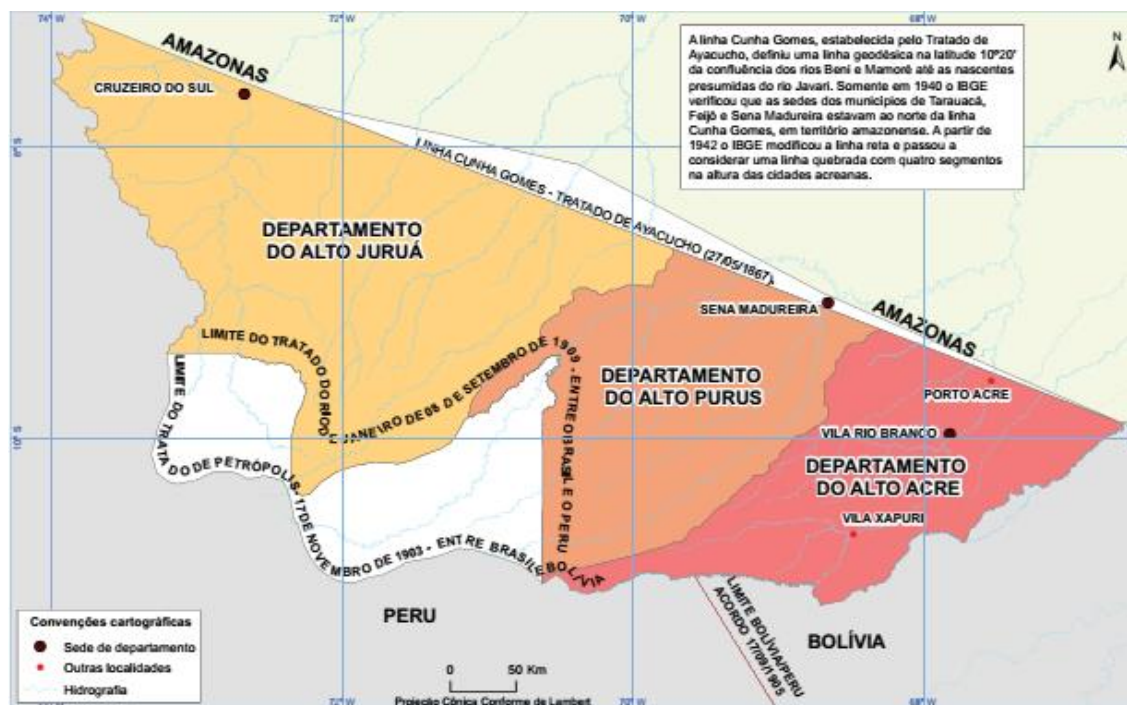 74° W
72° W
70° W
68° W
N
AMAZONAS
CRUZEIRO DO SUL
A linha Cunha Gomes, estabelecida pelo Tratado de
Ayacucho, definiu uma linha geodésica na latitude 10º20'
da confluência dos rios Beni e Mamoré até as nascentes
presumidas do rio Javari. Somente em 1940 o IBGE
verificou que as sedes dos municípios de Tarauacá,
Feijó e Sena Madureira estavam ao norte da linha
Cunha Gomes, em território amazonense. A partir de
1942 o IBGE modificou a linha reta e passou a
considerar uma linha quebrada com quatro segmentos
na altura das cidades acreanas.
8° S
LINHA CUNHA GOMES - TRATADO DE AYACUCHO (27/05/1867)
DEPARTAMENTO
DO ALTO JURUÁ
SENA MADUREIRA
AMAZONAS
LIMITE DO TRATADO DO RIO DE JANEIRO DE 08 DE SETEMBRO DE 1909 - ENTRE O BRASIL E O PERU
LIMITE DO TRATADO DE PETRÓPOLIS - 17 DE NOVEMBRO DE 1903 - ENTRE BRASIL E BOLÍVIA
DEPARTAMENTO
DO ALTO PURUS
PORTO ACRE
VILA RIO BRANCO
10° S
DEPARTAMENTO
DO ALTO ACRE
VILA XAPURI
PERU
BOLÍVIA
LIMITE BOLÍVIA/PERU
ACORDO 17/09/1905
Convenções cartográficas
Sede de departamento
Outras localidades
Hidrografia
0 50 Km
Projeção Cônica Conforme de Lambert
72° W
70° W
68° W